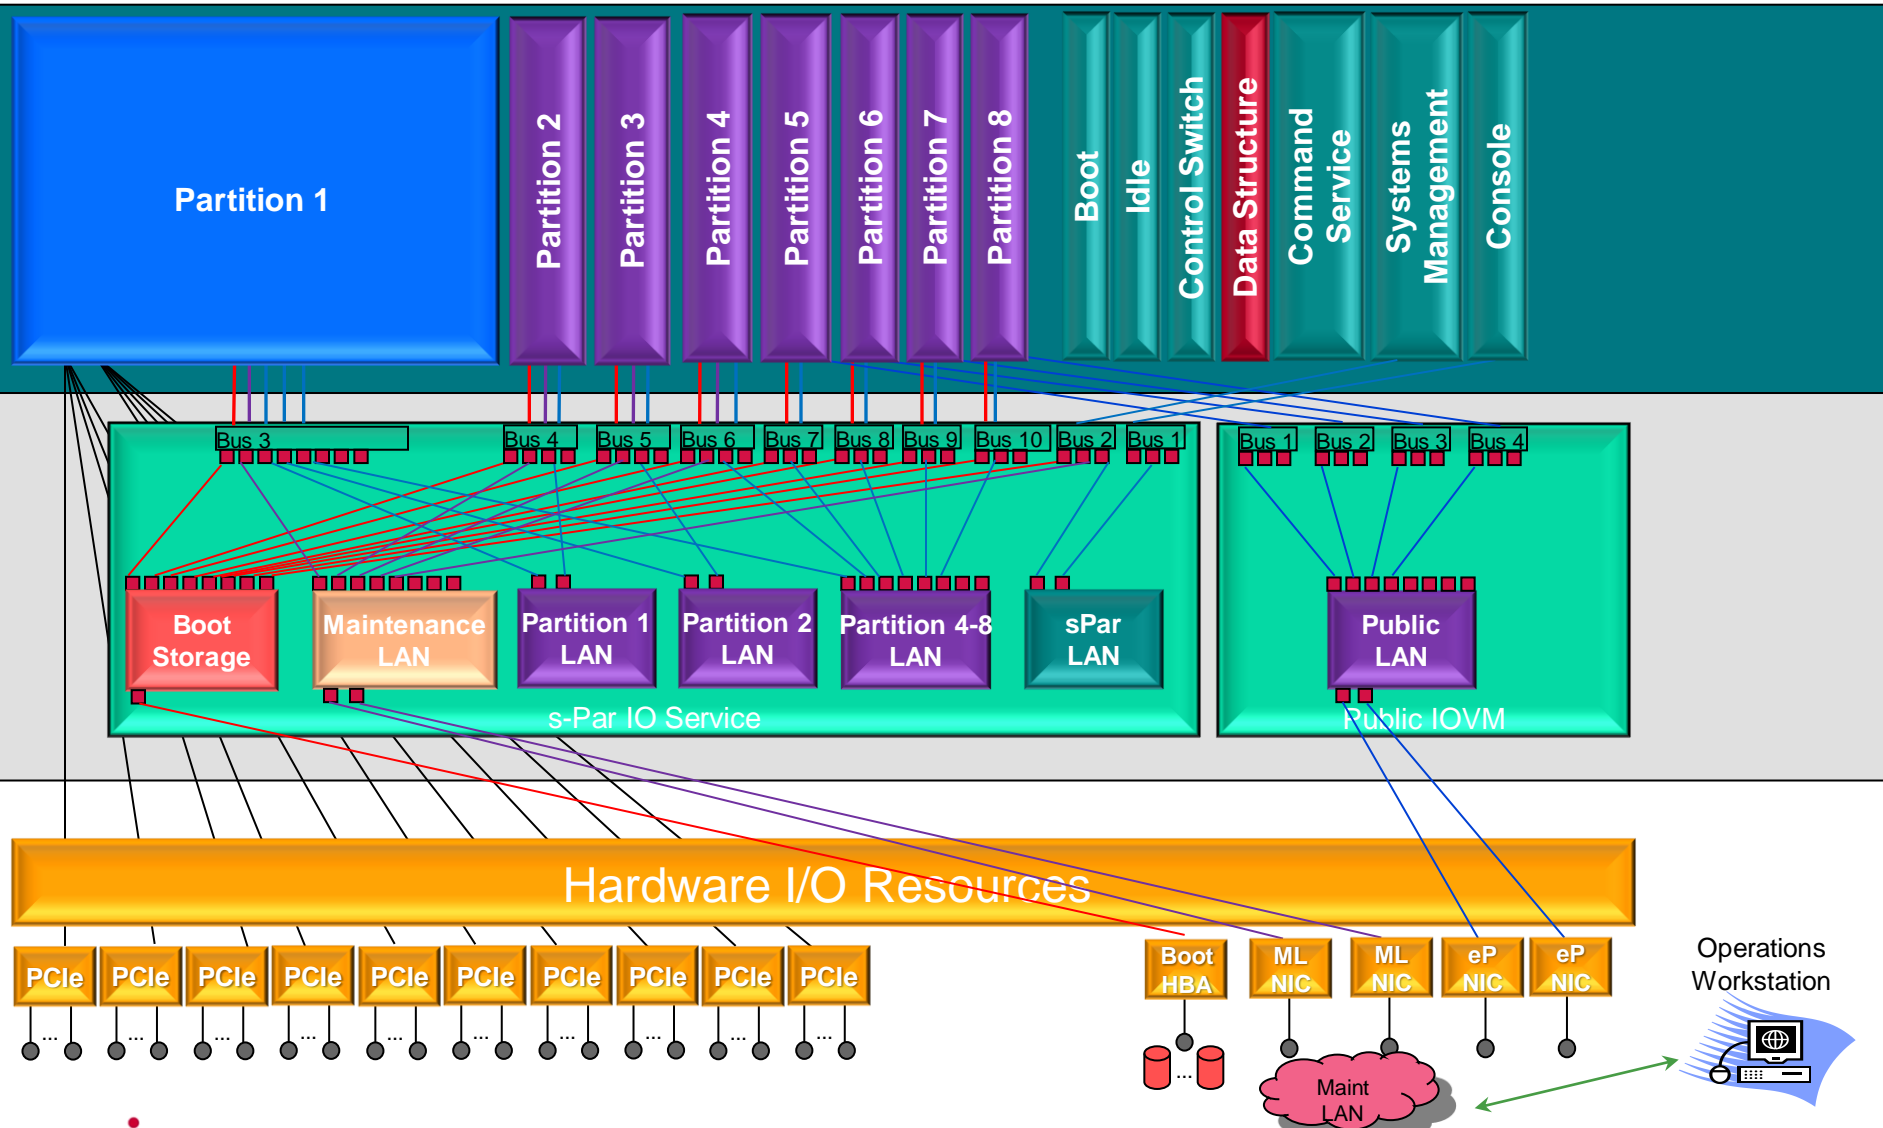 Partition 1
Partition 2
Partition 3
Partition 4
Partition 5
Partition 6
Partition 7
Partition 8
Boot
Idle
Control Switch
Data Structure
Command
Service
Systems
Management
Console
Bus 3
Bus 4
Bus 5
Bus 6
Bus 7
Bus 8
Bus 9
Bus 10
Bus 2
Bus 1
Bus 1
Bus 2
Bus 3
Bus 4
Boot
Storage
Maintenance
LAN
Partition 1
LAN
Partition 2
LAN
Partition 4-8
LAN
sPar
LAN
Public
LAN
s-Par IO Service
Public IOVM
Hardware I/O Resources
PCIe
PCIe
PCIe
PCIe
PCIe
PCIe
PCIe
PCIe
PCIe
PCIe
Boot
HBA
ML
NIC
ML
NIC
eP
NIC
eP
NIC
Operations
Workstation
...
...
...
...
...
...
...
...
...
...
...
Maint
LAN